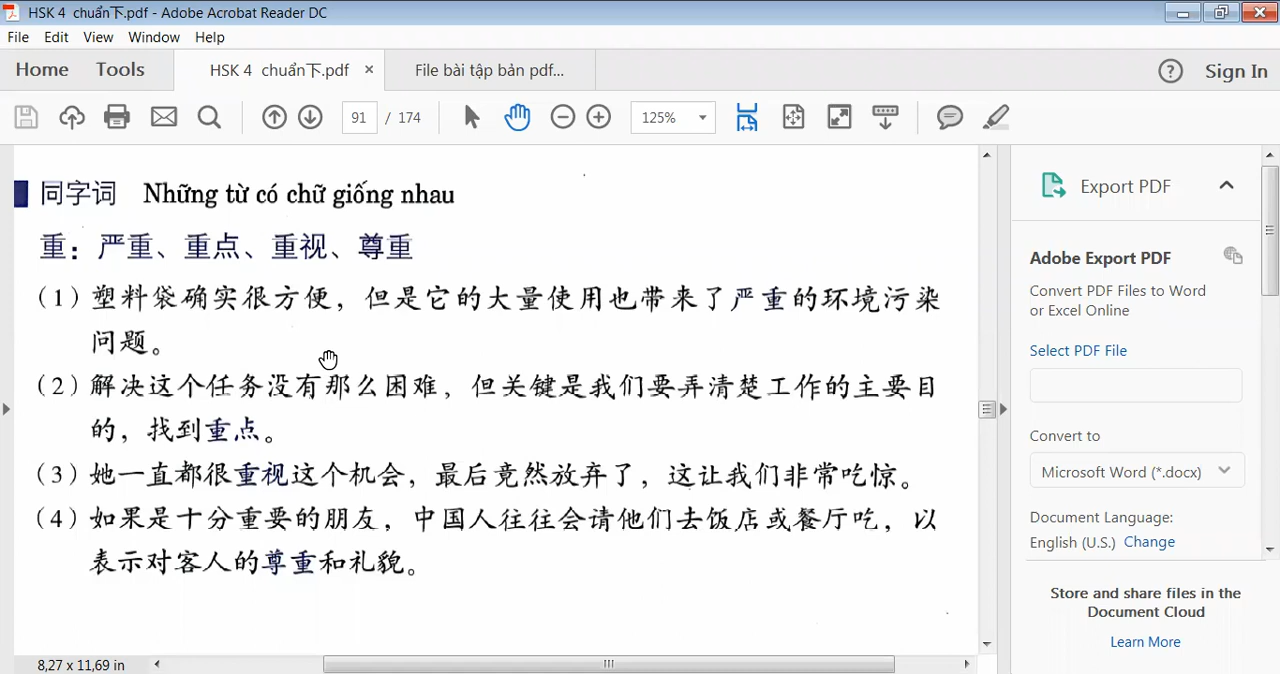 HSK 4 chuẩn下.pdf - Adobe Acrobat Reader DC
File Edit View Window Help
Home Tools HSK 4 chuẩn下.pdf × File bài tập bản pdf... ? Sign In
91 / 174 125%
同字词 Những từ có chữ giống nhau
重：严重、重点、重视、尊重
（1）塑料袋确实很方便，但是它的大量使用也带来了严重的环境污染
问题。
（2）解决这个任务没有那么困难，但关键是我们要弄清楚工作的主要目
的，找到重点。
（3）她一直都很重视这个机会，最后竟然放弃了，这让我们非常吃惊。
（4）如果是十分重要的朋友，中国人往往会请他们去饭店或餐厅吃，以
表示对客人的尊重和礼貌。
8,27 x 11,69 in
Export PDF
Adobe Export PDF
Convert PDF Files to Word
or Excel Online
Select PDF File
Convert to
Microsoft Word (*.docx)
Document Language:
English (U.S.) Change
Store and share files in the
Document Cloud
Learn More